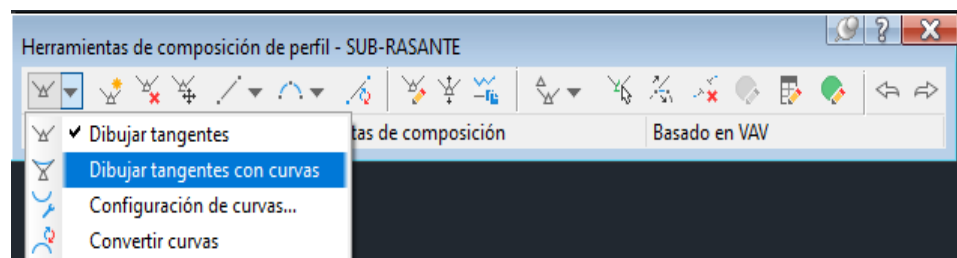 Herramientas de composición de perfil - SUB-RASANTE
Dibujar tangentes
tas de composición
Basado en VAV
Dibujar tangentes con curvas
Configuración de curvas...
Convertir curvas